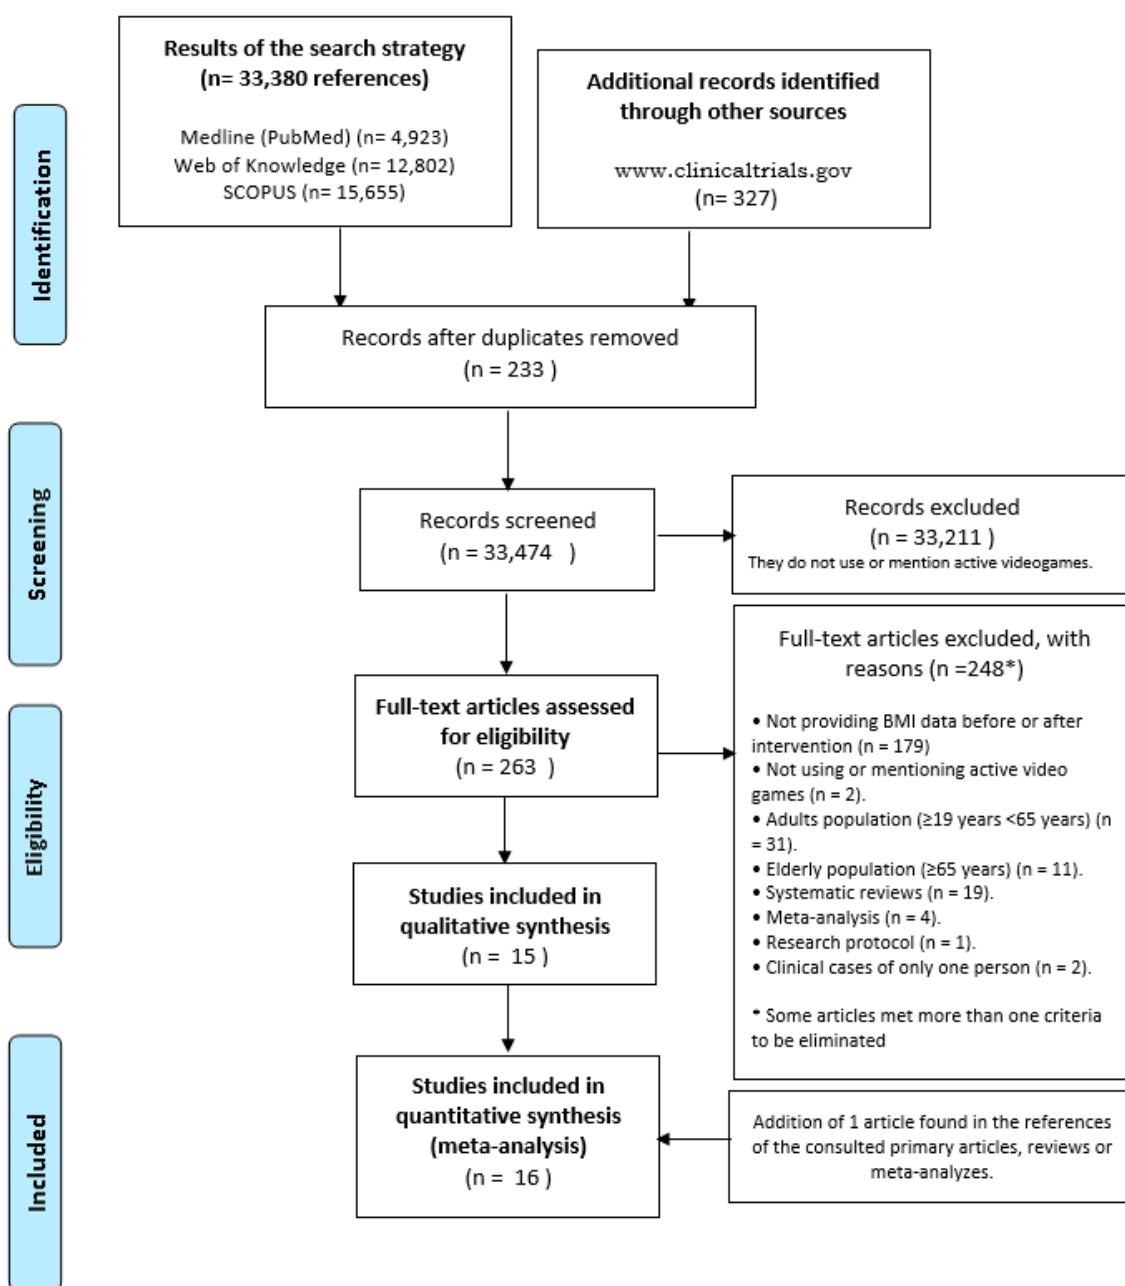 Results of the search strategy
(n= 33,380 references)
Medline (PubMed) (n= 4,923)
Web of Knowledge (n= 12,802)
SCOPUS (n= 15,655)
Additional records identified
through other sources
www.clinicaltrials.gov
(n= 327)
Identification
Records after duplicates removed
(n = 233 )
Screening
Records screened
(n = 33,474 )
Records excluded
(n = 33,211 )
They do not use or mention active videogames.
Eligibility
Full-text articles assessed
for eligibility
(n = 263 )
Full-text articles excluded, with
reasons (n =248*)
• Not providing BMI data before or after
intervention (n = 179)
• Not using or mentioning active video
games (n = 2).
• Adults population (≥19 years <65 years) (n
= 31).
• Elderly population (≥65 years) (n = 11).
• Systematic reviews (n = 19).
• Meta-analysis (n = 4).
• Research protocol (n = 1).
• Clinical cases of only one person (n = 2).
* Some articles met more than one criteria
to be eliminated
Studies included in
qualitative synthesis
(n = 15 )
Included
Studies included in
quantitative synthesis
(meta-analysis)
(n = 16 )
Addition of 1 article found in the references
of the consulted primary articles, reviews or
meta-analyzes.